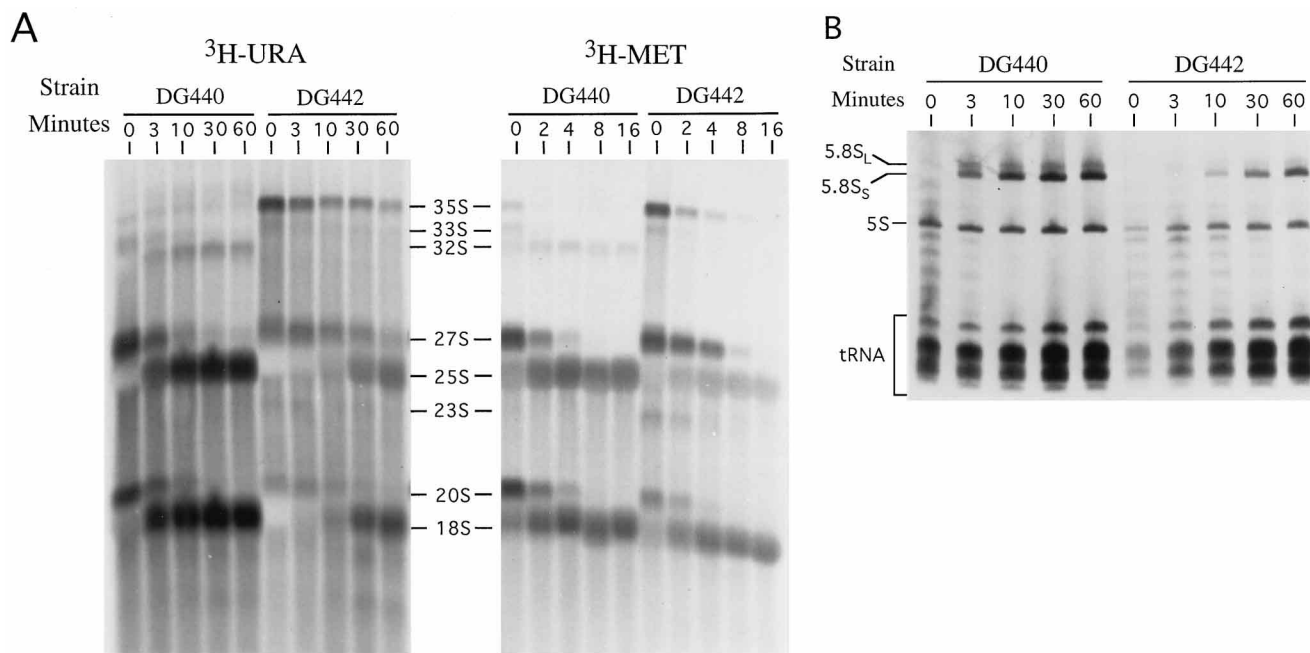 A
³H-URA ³H-MET
Strain DG440 DG442 DG440 DG442
Minutes 0 3 10 30 60 0 3 10 30 60 0 2 4 8 16 0 2 4 8 16
35S
33S
32S
27S
25S
23S
20S
18S
B
Strain DG440 DG442
Minutes 0 3 10 30 60 0 3 10 30 60
5.8S_L
5.8S_S
5S
tRNA